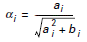 αᵢ = aᵢ / √(aᵢ² + bᵢ)